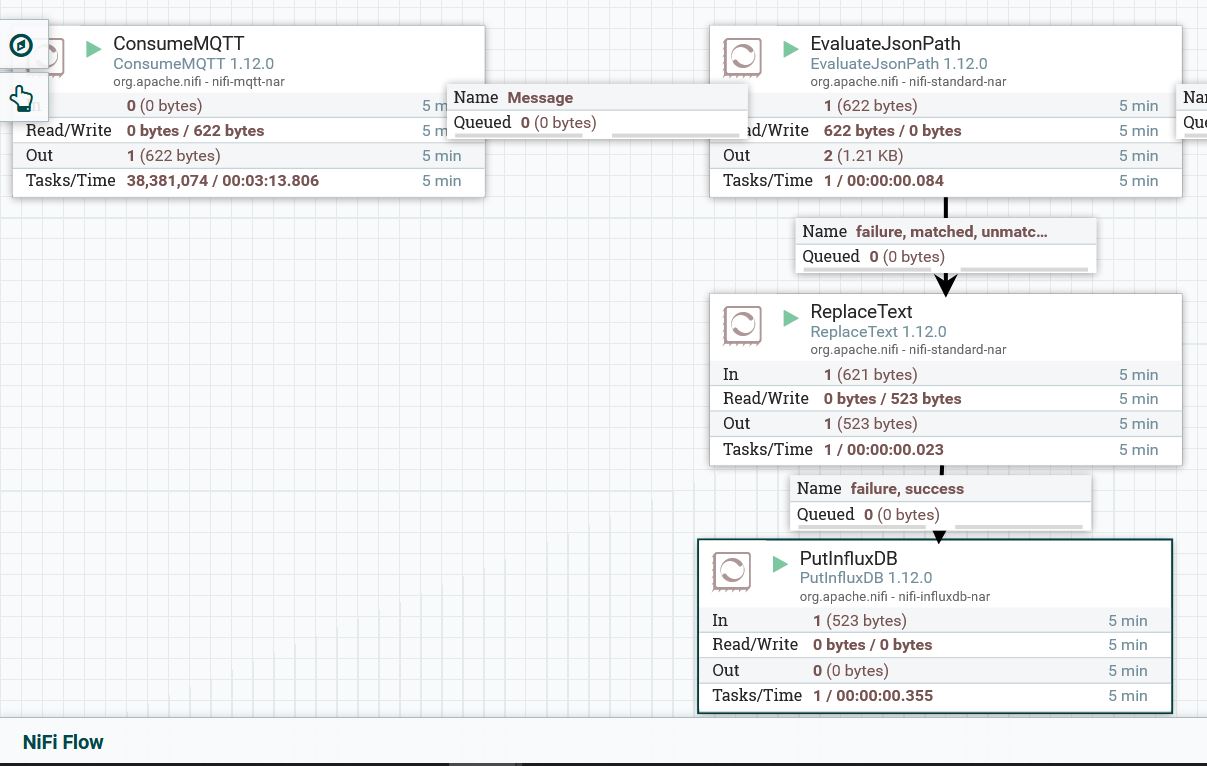 ConsumeMQTT
ConsumeMQTT 1.12.0
org.apache.nifi - nifi-mqtt-nar
0 (0 bytes) 5 m
Read/Write 0 bytes / 622 bytes 5 m
Out 1 (622 bytes) 5 min
Tasks/Time 38,381,074 / 00:03:13.806 5 min
Name Message
Queued 0 (0 bytes)
EvaluateJsonPath
EvaluateJsonPath 1.12.0
org.apache.nifi - nifi-standard-nar
1 (622 bytes) 5 min
ad/Write 622 bytes / 0 bytes 5 min
Out 2 (1.21 KB) 5 min
Tasks/Time 1 / 00:00:00.084 5 min
Nar
Que
Name failure, matched, unmatc...
Queued 0 (0 bytes)
ReplaceText
ReplaceText 1.12.0
org.apache.nifi - nifi-standard-nar
In 1 (621 bytes) 5 min
Read/Write 0 bytes / 523 bytes 5 min
Out 1 (523 bytes) 5 min
Tasks/Time 1 / 00:00:00.023 5 min
Name failure, success
Queued 0 (0 bytes)
PutInfluxDB
PutInfluxDB 1.12.0
org.apache.nifi - nifi-influxdb-nar
In 1 (523 bytes) 5 min
Read/Write 0 bytes / 0 bytes 5 min
Out 0 (0 bytes) 5 min
Tasks/Time 1 / 00:00:00.355 5 min
NiFi Flow